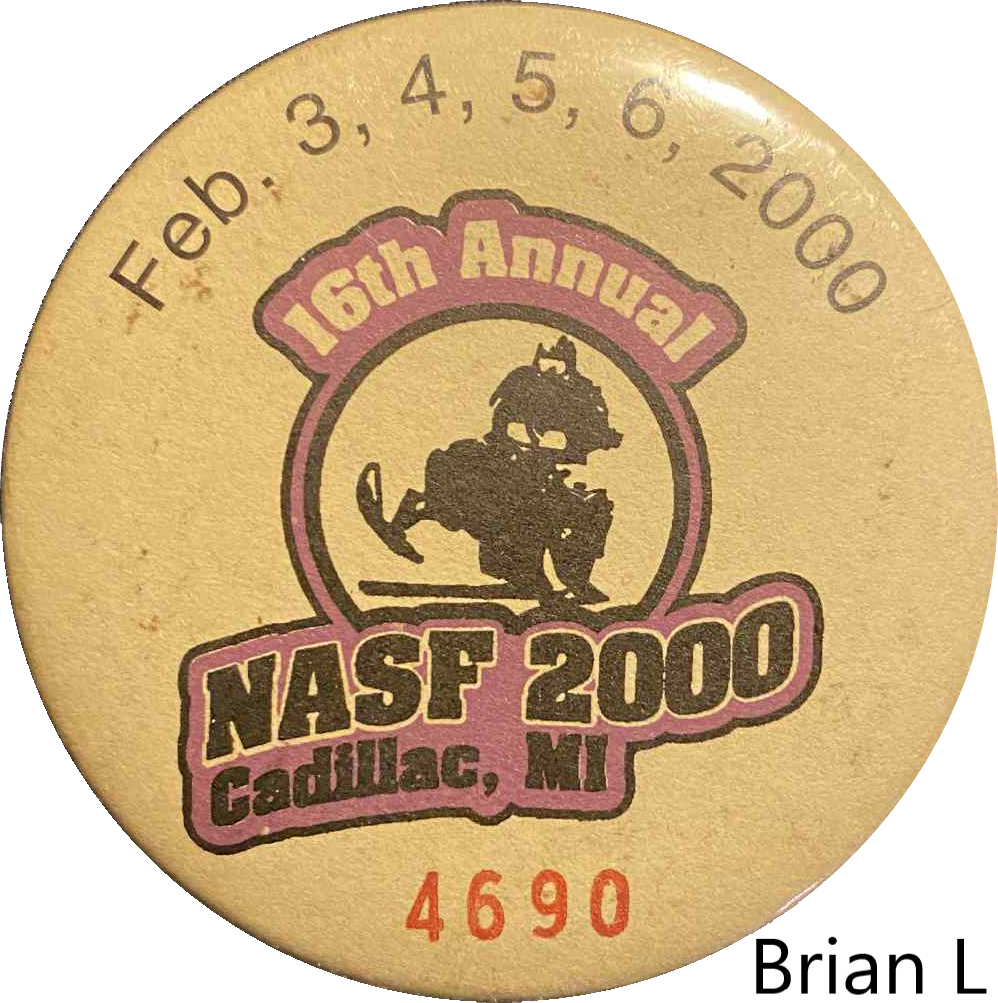 Feb. 3, 4, 5, 6, 2000
16th Annual
NASF 2000
Cadillac, MI
4690
Brian L